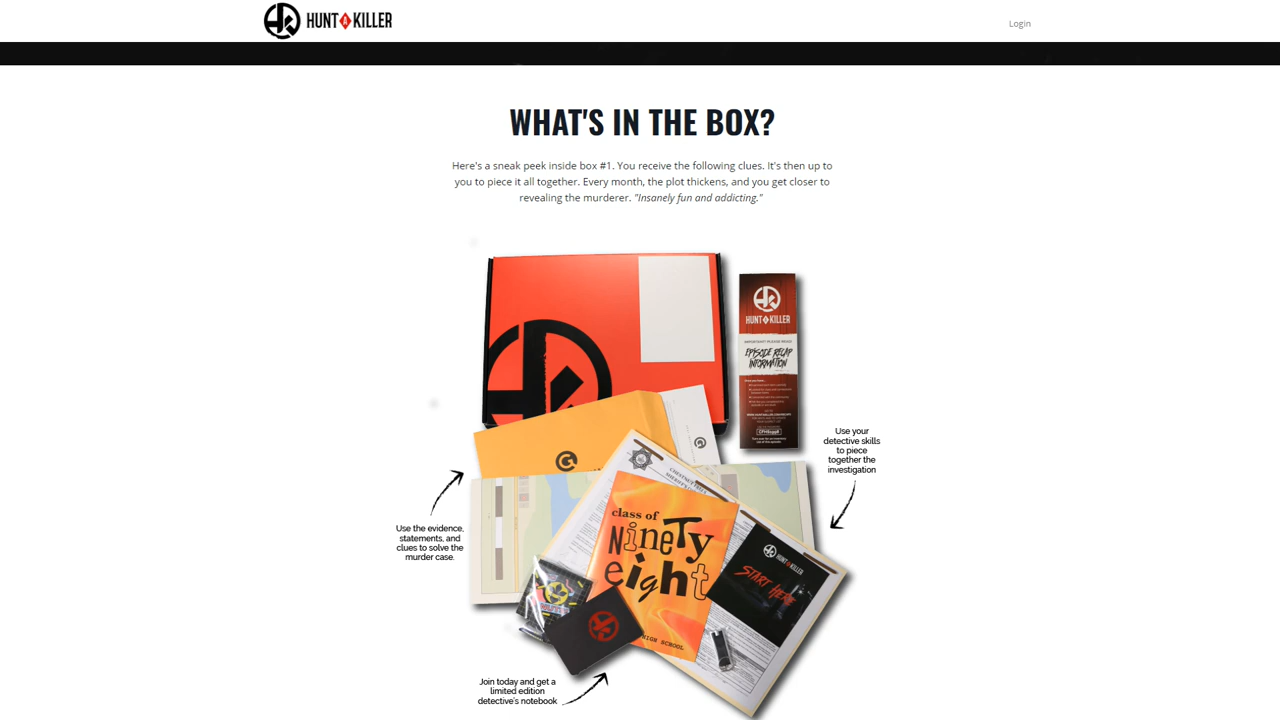 HUNT A KILLER
Login
WHAT'S IN THE BOX?
Here's a sneak peek inside box #1. You receive the following clues. It's then up to
you to piece it all together. Every month, the plot thickens, and you get closer to
revealing the murderer. "Insanely fun and addicting."
HUNT A KILLER
IMPORTANT! PLEASE READ
EPISODE RECAP
INFORMATION
Use your
detective skills
to piece
together the
investigation
Use the evidence,
statements, and
clues to solve the
murder case.
class of
NineTy
eight
HIGH SCHOOL
HUNT A KILLER
START HERE
Join today and get a
limited edition
detective's notebook